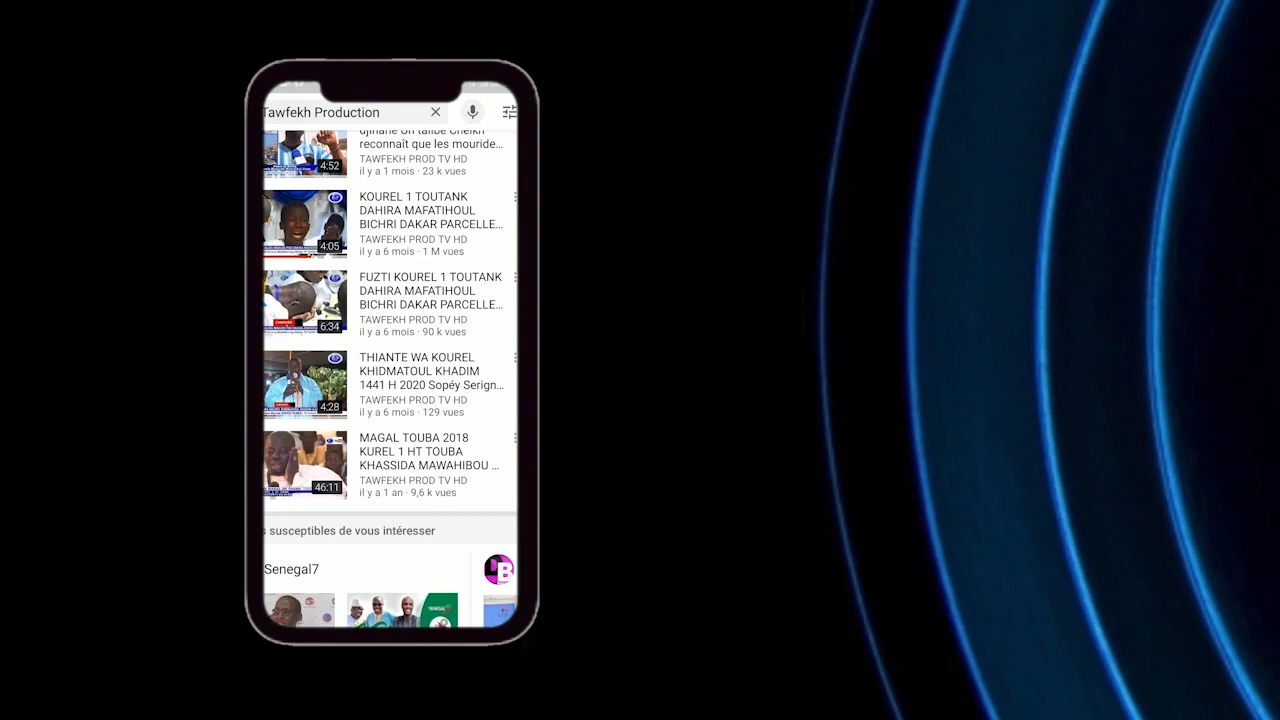 Tawfekh Production
djinane Un talibé Cheikh
reconnaît que les mouride...
TAWFEKH PROD TV HD
il y a 1 mois · 23 k vues
4:52
KOUREL 1 TOUTANK
DAHIRA MAFATIHOUL
BICHRI DAKAR PARCELLE...
TAWFEKH PROD TV HD
il y a 6 mois · 1 M vues
4:05
FUZTI KOUREL 1 TOUTANK
DAHIRA MAFATIHOUL
BICHRI DAKAR PARCELLE...
TAWFEKH PROD TV HD
il y a 6 mois · 90 k vues
6:34
THIANTE WA KOUREL
KHIDMATOUL KHADIM
1441 H 2020 Sopéy Serign...
TAWFEKH PROD TV HD
il y a 6 mois · 129 vues
4:28
MAGAL TOUBA 2018
KUREL 1 HT TOUBA
KHASSIDA MAWAHIBOU ...
TAWFEKH PROD TV HD
il y a 1 an · 9,6 k vues
46:11
s susceptibles de vous intéresser
Senegal7
B